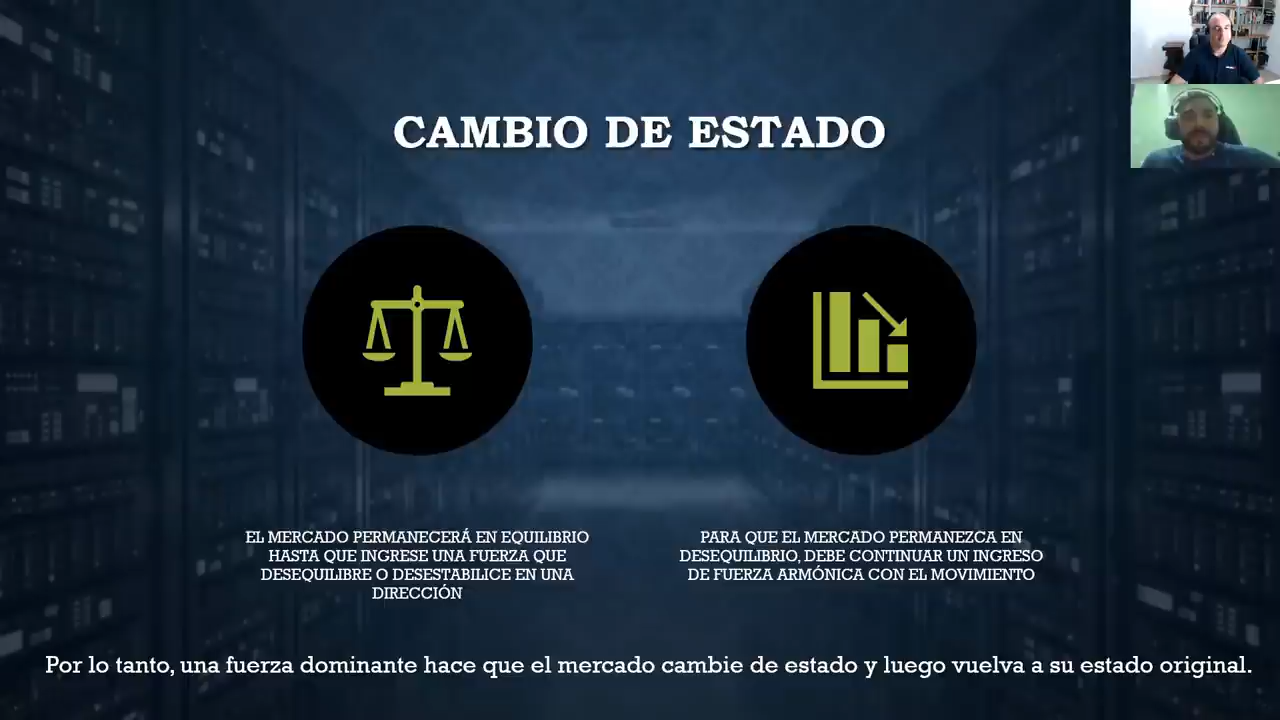 CAMBIO DE ESTADO
EL MERCADO PERMANECERÁ EN EQUILIBRIO
HASTA QUE INGRESE UNA FUERZA QUE
DESEQUILIBRE O DESESTABILICE EN UNA
DIRECCIÓN
PARA QUE EL MERCADO PERMANEZCA EN
DESEQUILIBRIO, DEBE CONTINUAR UN INGRESO
DE FUERZA ARMÓNICA CON EL MOVIMIENTO
Por lo tanto, una fuerza dominante hace que el mercado cambie de estado y luego vuelva a su estado original.